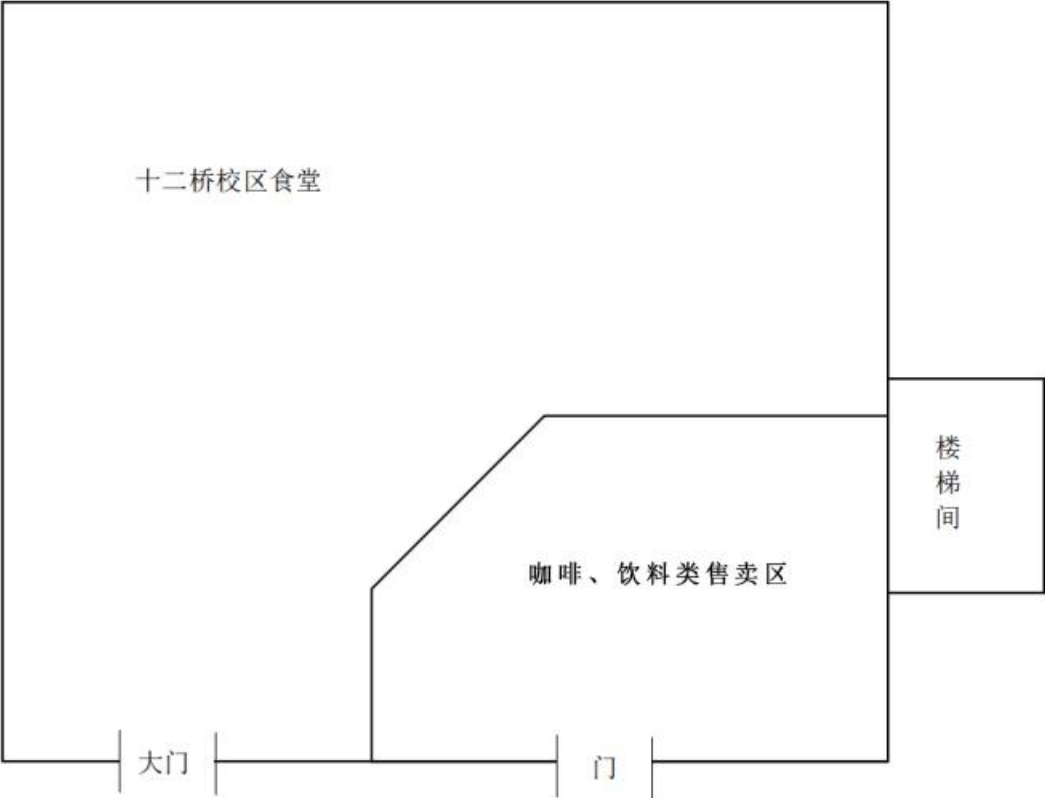 十二桥校区食堂
楼梯间
咖啡、饮料类售卖区
大门
门